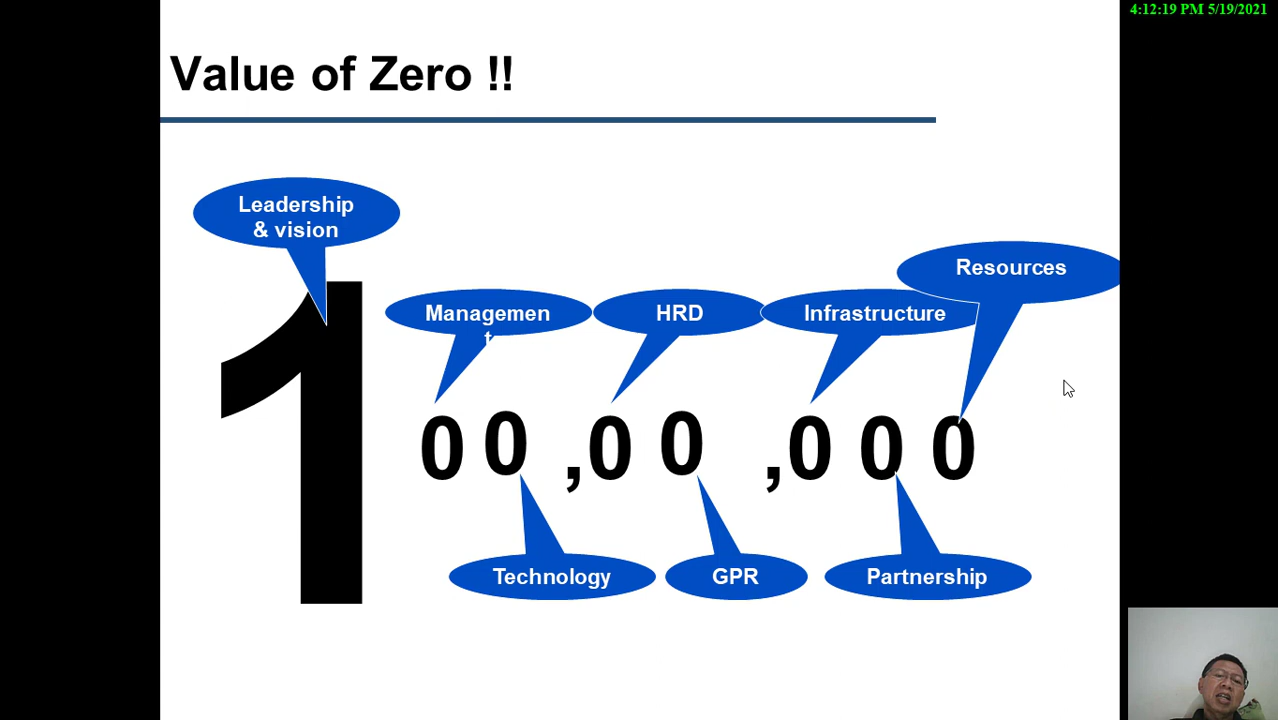 4:12:19 PM 5/19/2021
Value of Zero !!
Leadership
& vision
Resources
Managemen
t
HRD
Infrastructure
1
00,00,000
Technology
GPR
Partnership